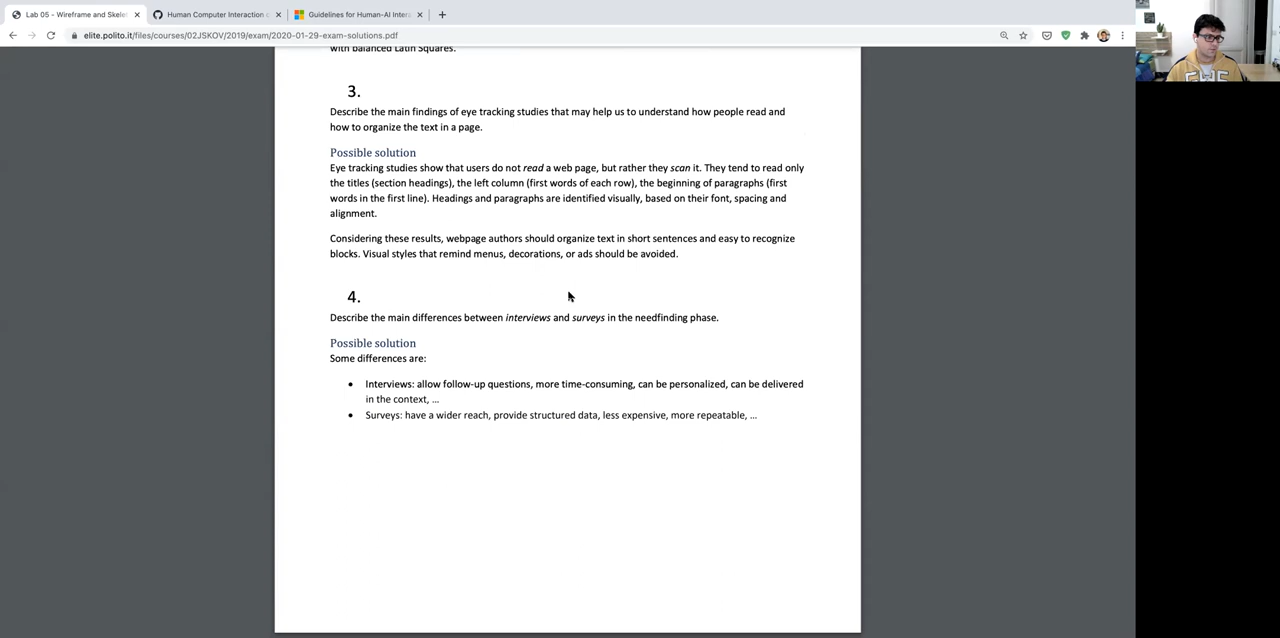 Lab 05 - Wireframe and Skele
Human Computer Interaction c
Guidelines for Human-AI Inter
elite.polito.it/files/courses/02JSKOV/2019/exam/2020-01-29-exam-solutions.pdf
with balanced Latin Squares.
3.
Describe the main findings of eye tracking studies that may help us to understand how people read and
how to organize the text in a page.
Possible solution
Eye tracking studies show that users do not read a web page, but rather they scan it. They tend to read only
the titles (section headings), the left column (first words of each row), the beginning of paragraphs (first
words in the first line). Headings and paragraphs are identified visually, based on their font, spacing and
alignment.
Considering these results, webpage authors should organize text in short sentences and easy to recognize
blocks. Visual styles that remind menus, decorations, or ads should be avoided.
4.
Describe the main differences between interviews and surveys in the needfinding phase.
Possible solution
Some differences are:
• Interviews: allow follow-up questions, more time-consuming, can be personalized, can be delivered
in the context, …
• Surveys: have a wider reach, provide structured data, less expensive, more repeatable, …